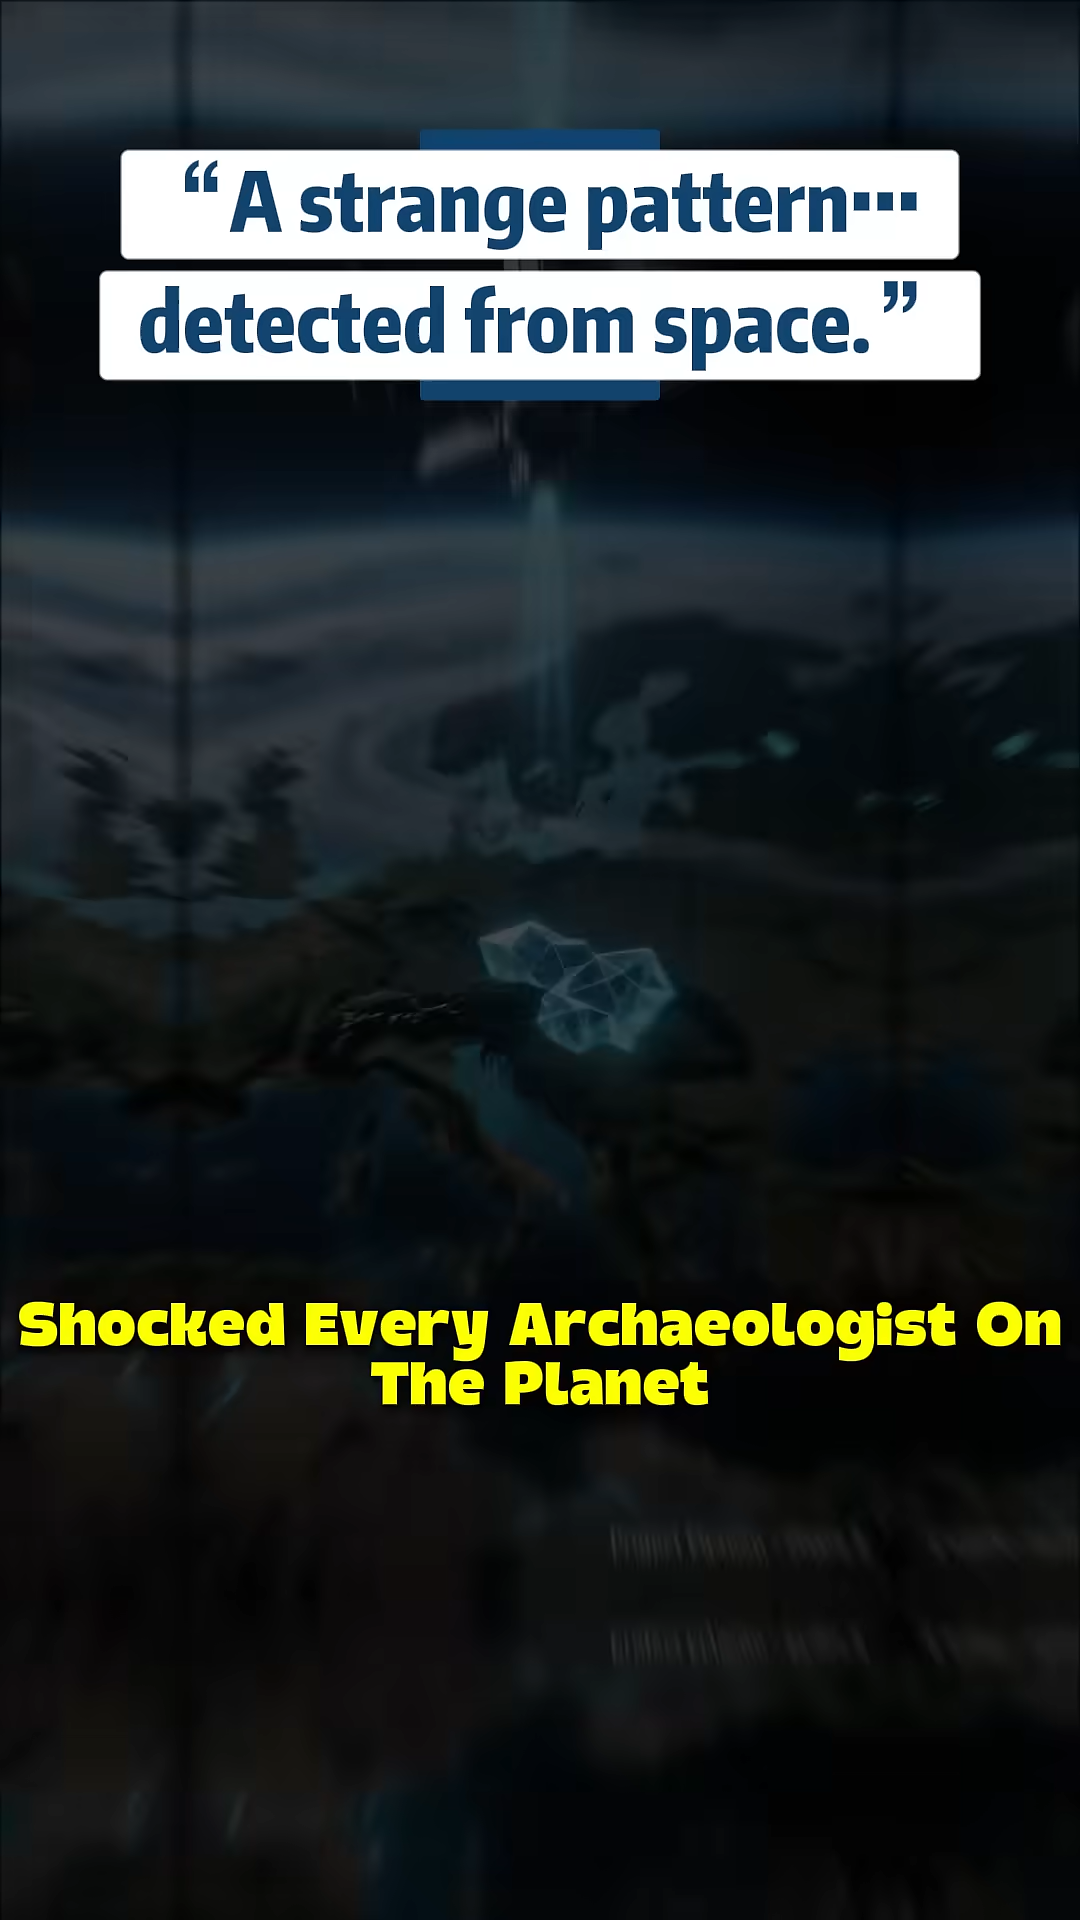 “A strange pattern…
detected from space.”
Shocked Every Archaeologist On
The Planet